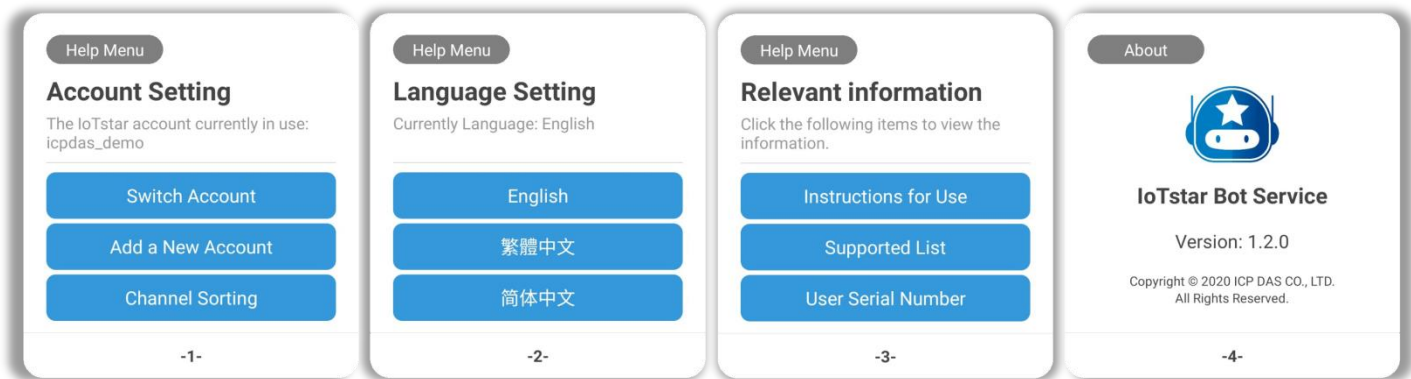 Help Menu
Account Setting
The IoTstar account currently in use:
icpdas_demo
Switch Account
Add a New Account
Channel Sorting
-1-
Help Menu
Language Setting
Currently Language: English
English
繁體中文
简体中文
-2-
Help Menu
Relevant information
Click the following items to view the
information.
Instructions for Use
Supported List
User Serial Number
-3-
About
IoTstar Bot Service
Version: 1.2.0
Copyright © 2020 ICP DAS CO., LTD.
All Rights Reserved.
-4-